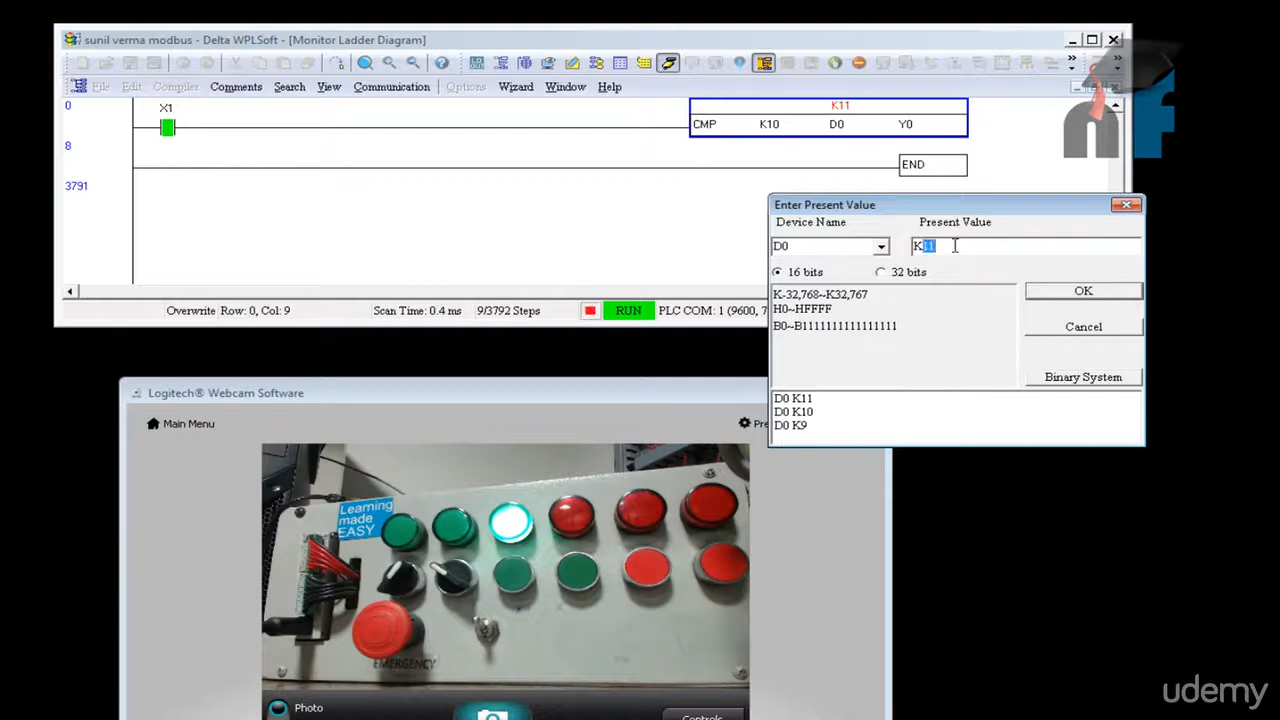 sunil verma modbus - Delta WPLSoft - [Monitor Ladder Diagram]
File Edit Compiler Comments Search View Communication Options Wizard Window Help
0
X1
K11
CMP K10 D0 Y0
8
END
3791
Overwrite Row: 0, Col: 9 Scan Time: 0.4 ms 9/3792 Steps RUN PLC COM: 1 (9600, 7
Enter Present Value
Device Name Present Value
D0 K11
16 bits 32 bits
K-32,768~K32,767
H0~HFFFF
B0~B1111111111111111
OK
Cancel
Binary System
D0 K11
D0 K10
D0 K9
Logitech® Webcam Software
Main Menu
Pre
Learning
made
EASY
EMERGENCY
Photo
Controls
nf
udemy